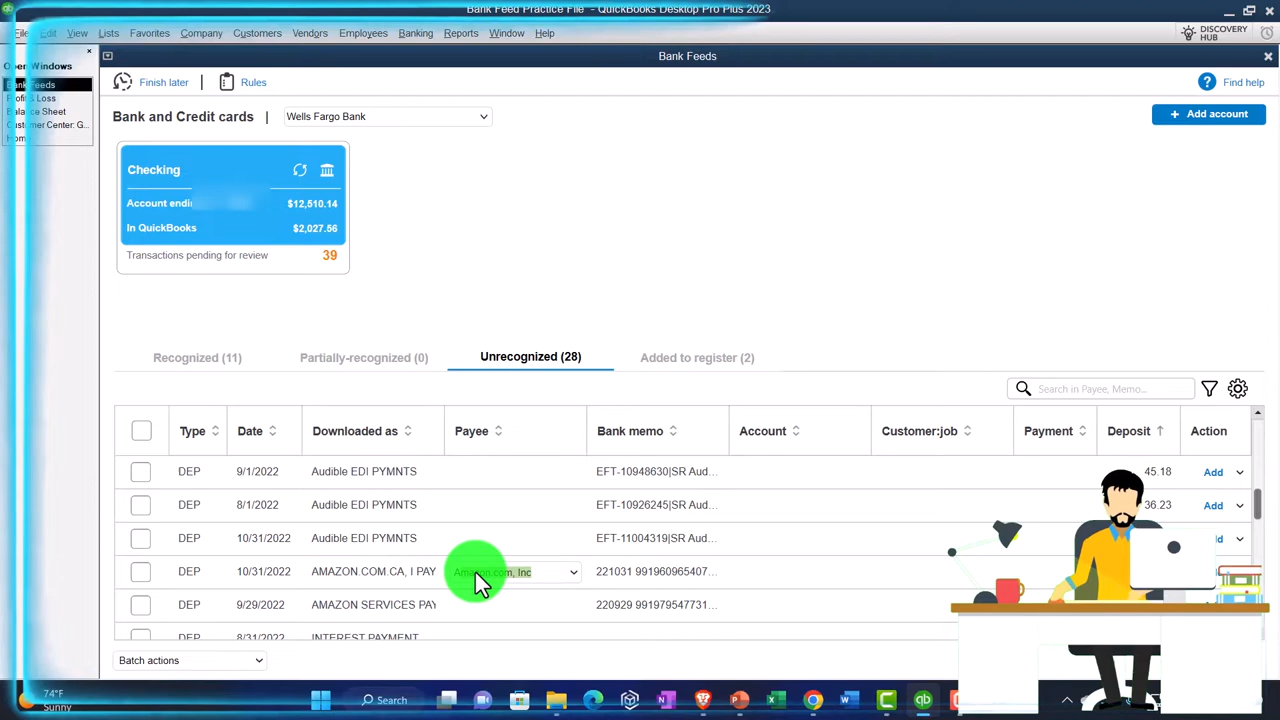 Bank Feed Practice File - QuickBooks Desktop Pro Plus 2023
File Edit View Lists Favorites Company Customers Vendors Employees Banking Reports Window Help
DISCOVERY HUB
Open Windows
Bank Feeds
Profit & Loss
Balance Sheet
Customer Center: G...
Hom
Bank Feeds
Finish later | Rules
Find help
Bank and Credit cards | Wells Fargo Bank
+ Add account
Checking
Account endi $12,510.14
In QuickBooks $2,027.56
Transactions pending for review 39
Recognized (11) Partially-recognized (0) Unrecognized (28) Added to register (2)
Search in Payee, Memo...
Type Date Downloaded as Payee Bank memo Account Customer:job Payment Deposit Action
DEP 9/1/2022 Audible EDI PYMNTS EFT-10948630|SR Aud... 45.18 Add
DEP 8/1/2022 Audible EDI PYMNTS EFT-10926245|SR Aud... 36.23 Add
DEP 10/31/2022 Audible EDI PYMNTS EFT-11004319|SR Aud...
DEP 10/31/2022 AMAZON.COM.CA, I PAY Amazon.com, Inc 221031 991960965407...
DEP 9/29/2022 AMAZON SERVICES PAY 220929 991979547731...
DEP 8/31/2022 INTEREST PAYMENT
Batch actions
74°F
Sunny
Search